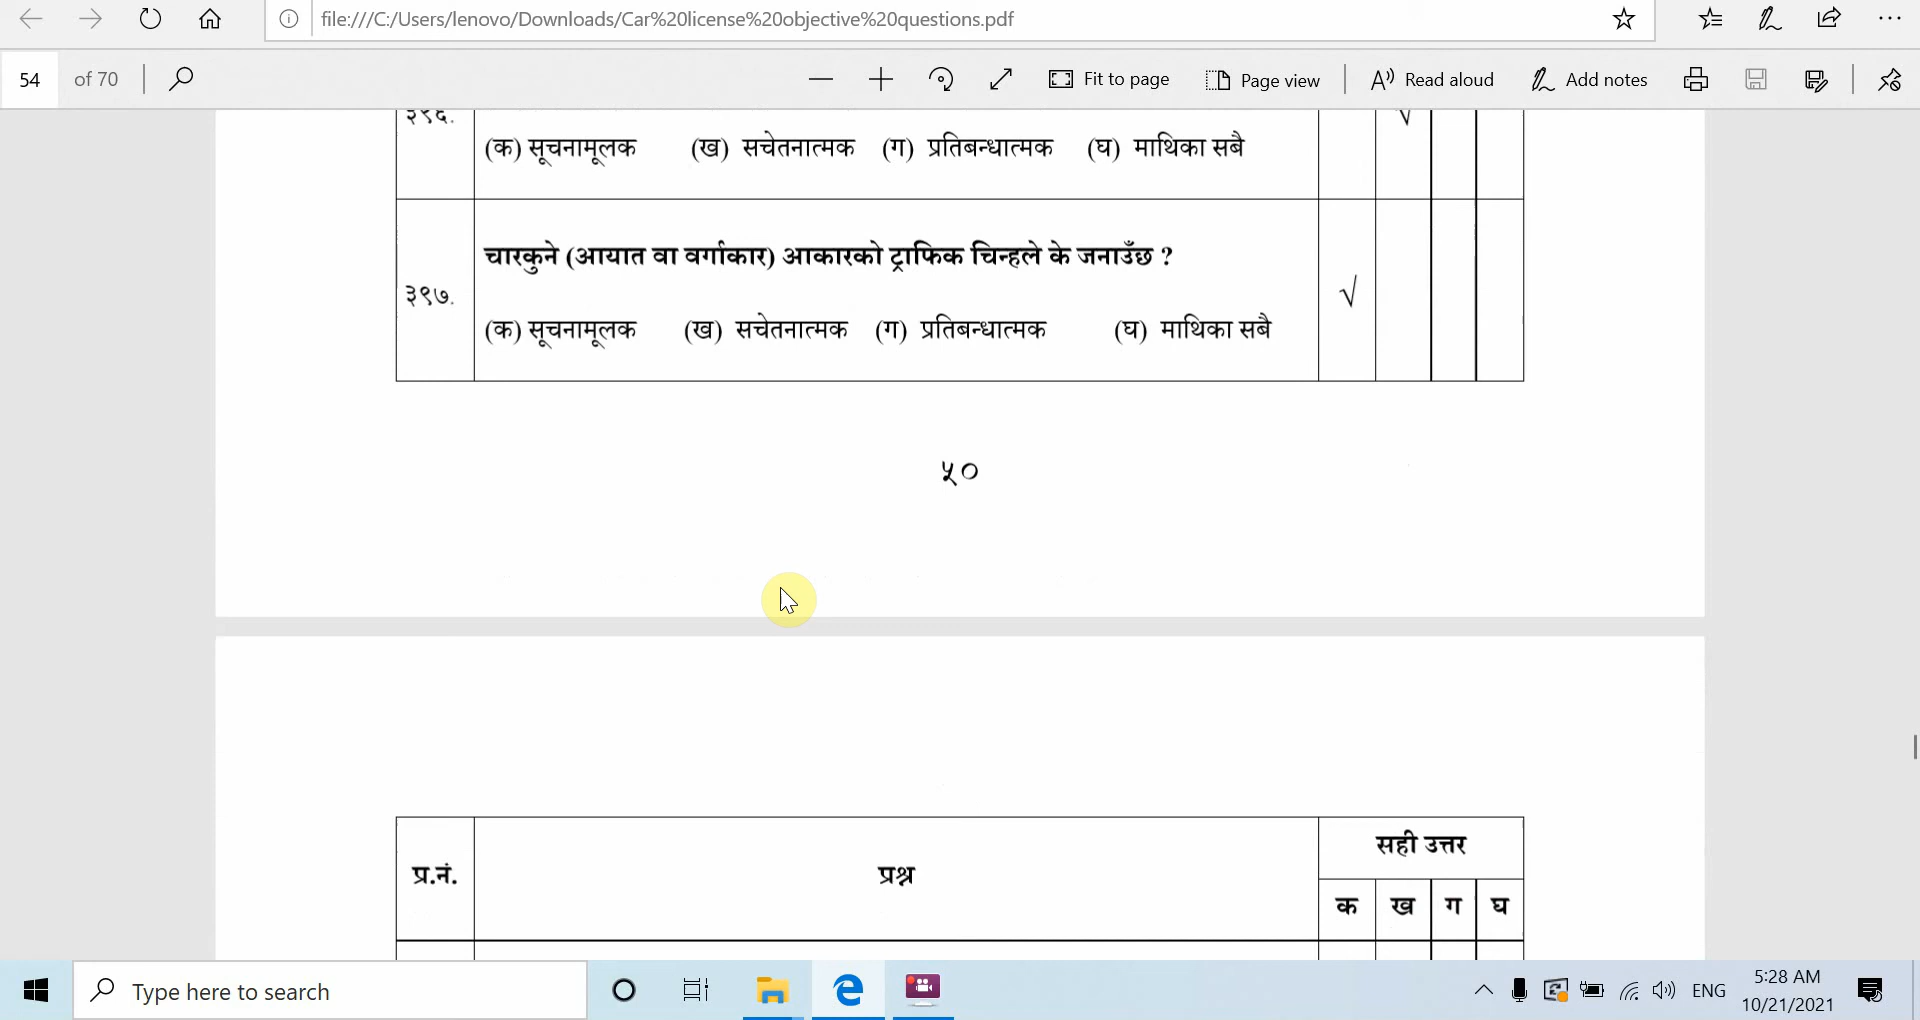 file:///C:/Users/lenovo/Downloads/Car%20license%20objective%20questions.pdf
54 of 70 Fit to page Page view Read aloud Add notes
३९६.
(क) सूचनामूलक (ख) सचेतनात्मक (ग) प्रतिबन्धात्मक (घ) माथिका सबै √
चारकुने (आयात वा वर्गाकार) आकारको ट्राफिक चिन्हले के जनाउँछ ?
३९७. √
(क) सूचनामूलक (ख) सचेतनात्मक (ग) प्रतिबन्धात्मक (घ) माथिका सबै
५०
सही उत्तर
प्र.नं. प्रश्न
क ख ग घ
Type here to search ENG 5:28 AM
10/21/2021